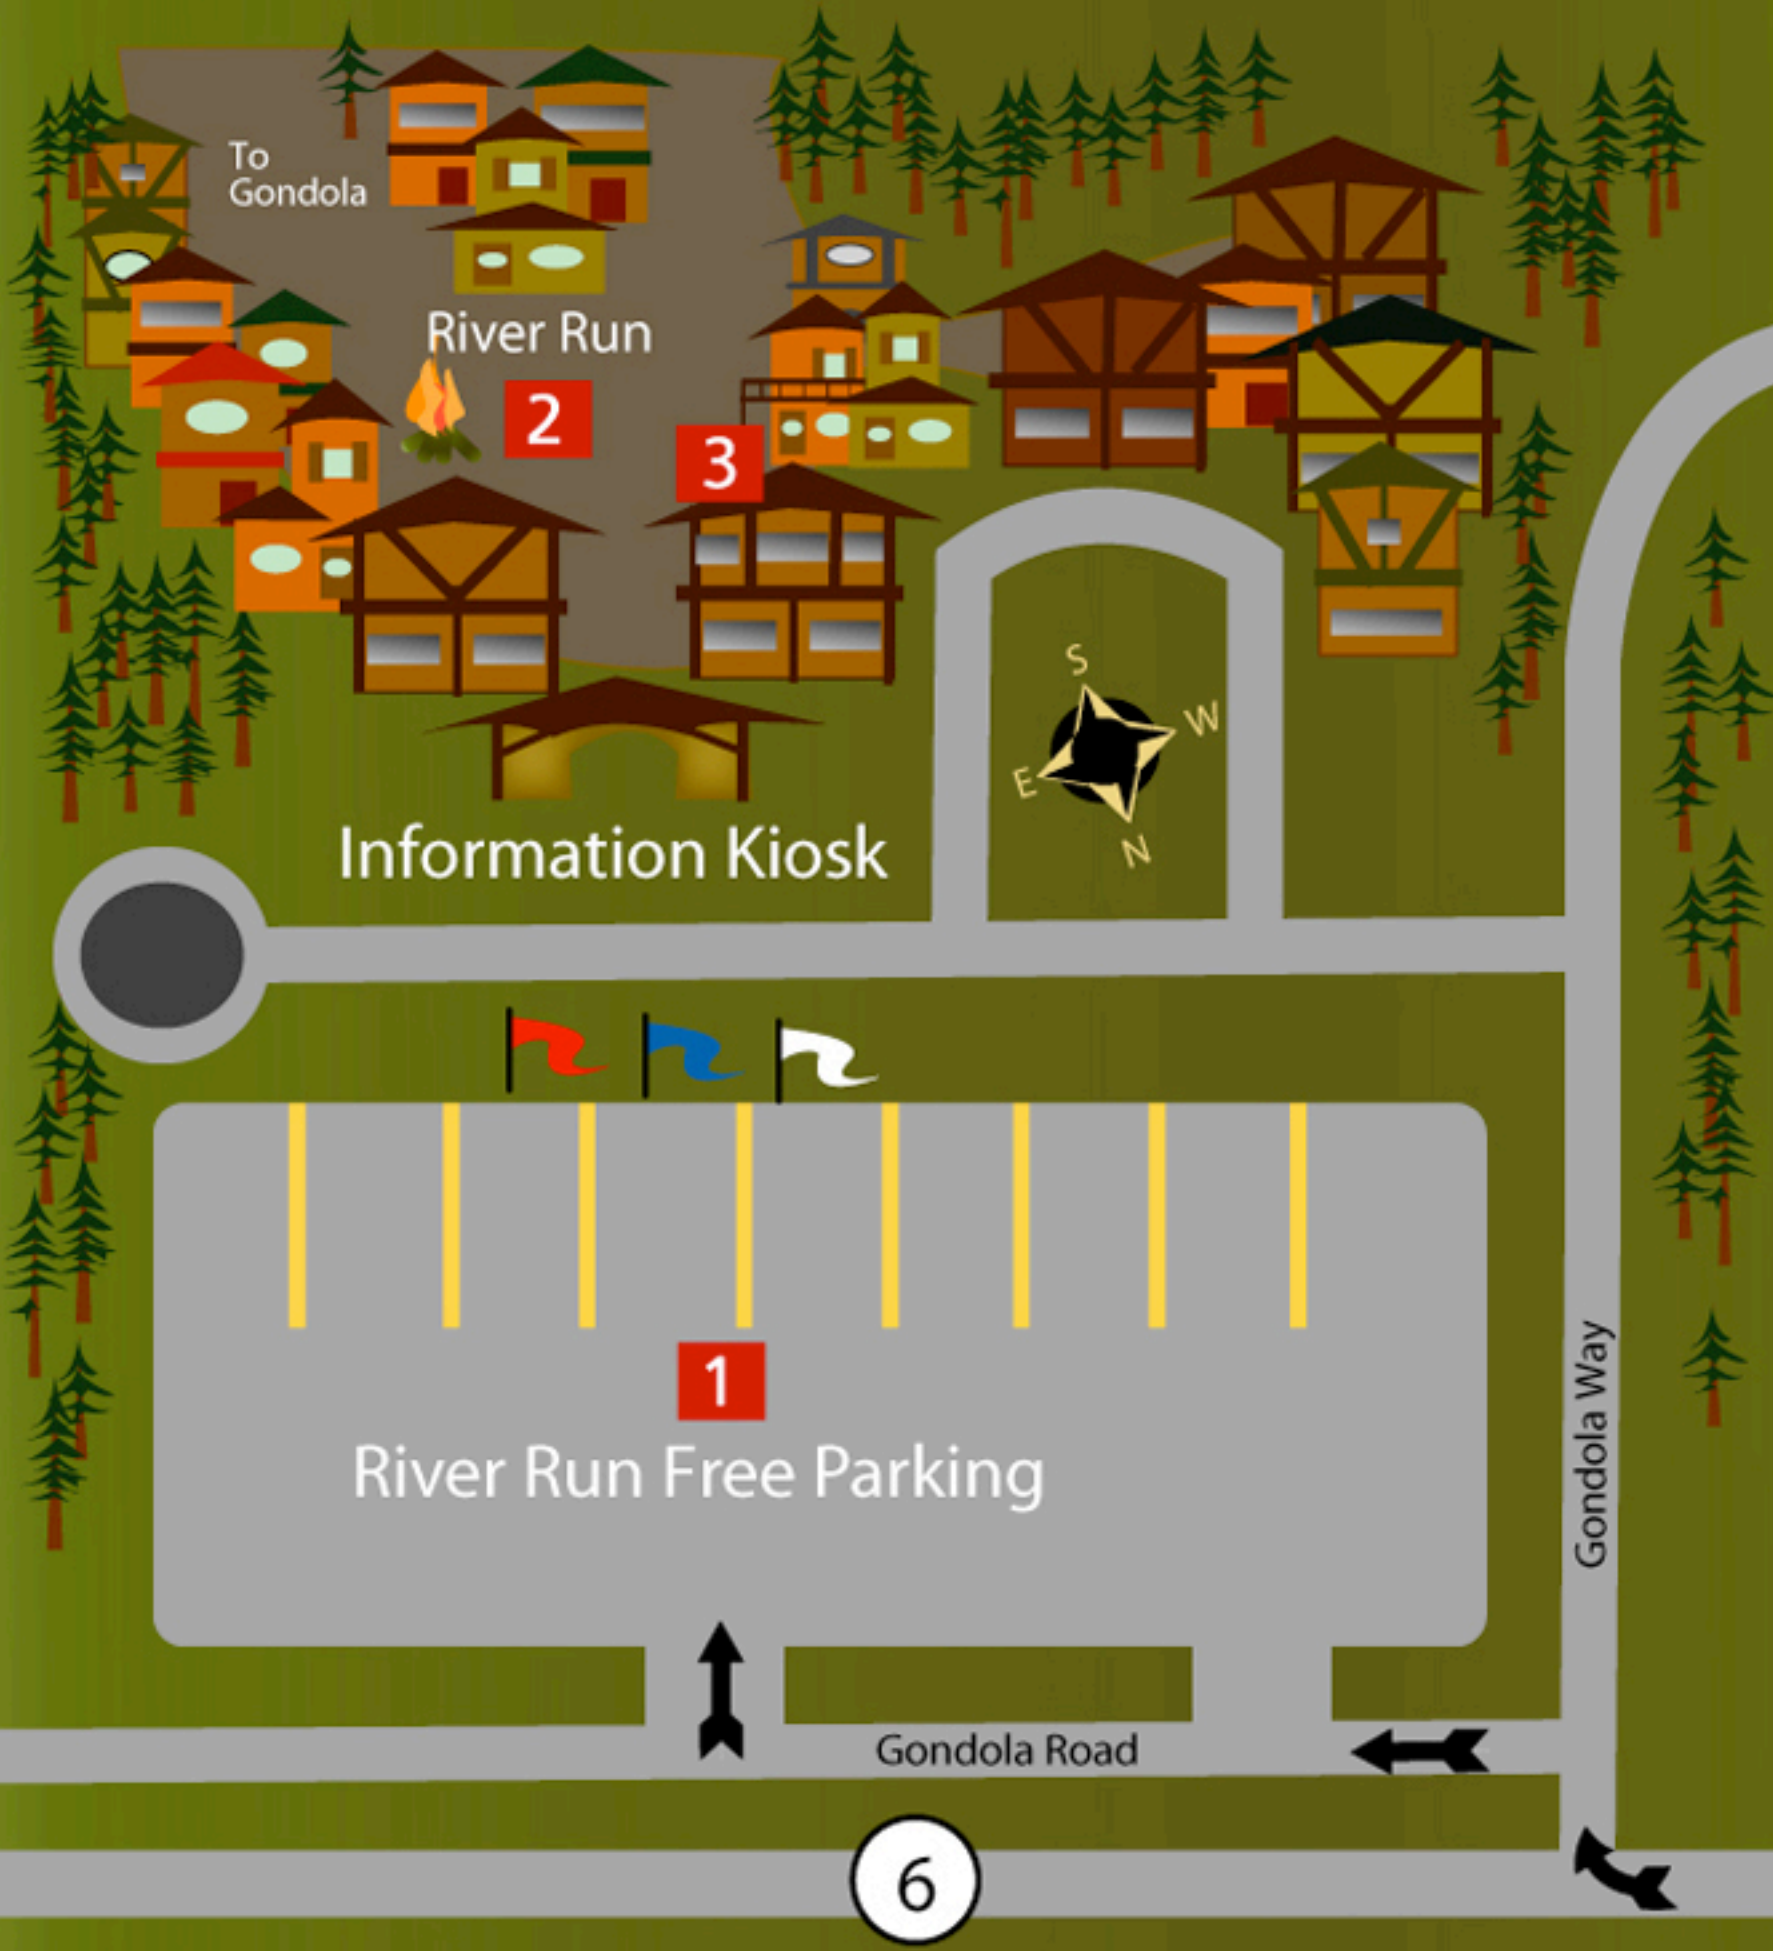 To
Gondola
River Run
2
3
S
W
E
N
Information Kiosk
1
River Run Free Parking
Gondola Way
Gondola Road
6